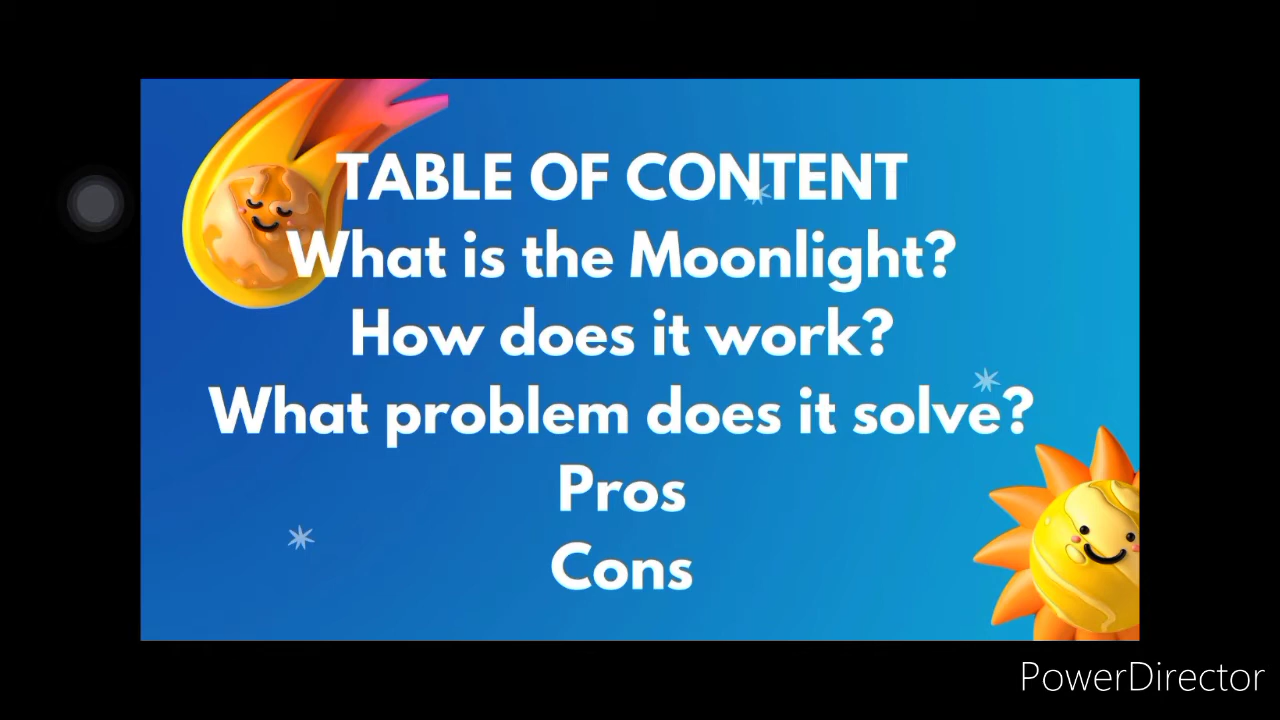 TABLE OF CONTENT
What is the Moonlight?
How does it work?
What problem does it solve?
Pros
Cons
PowerDirector